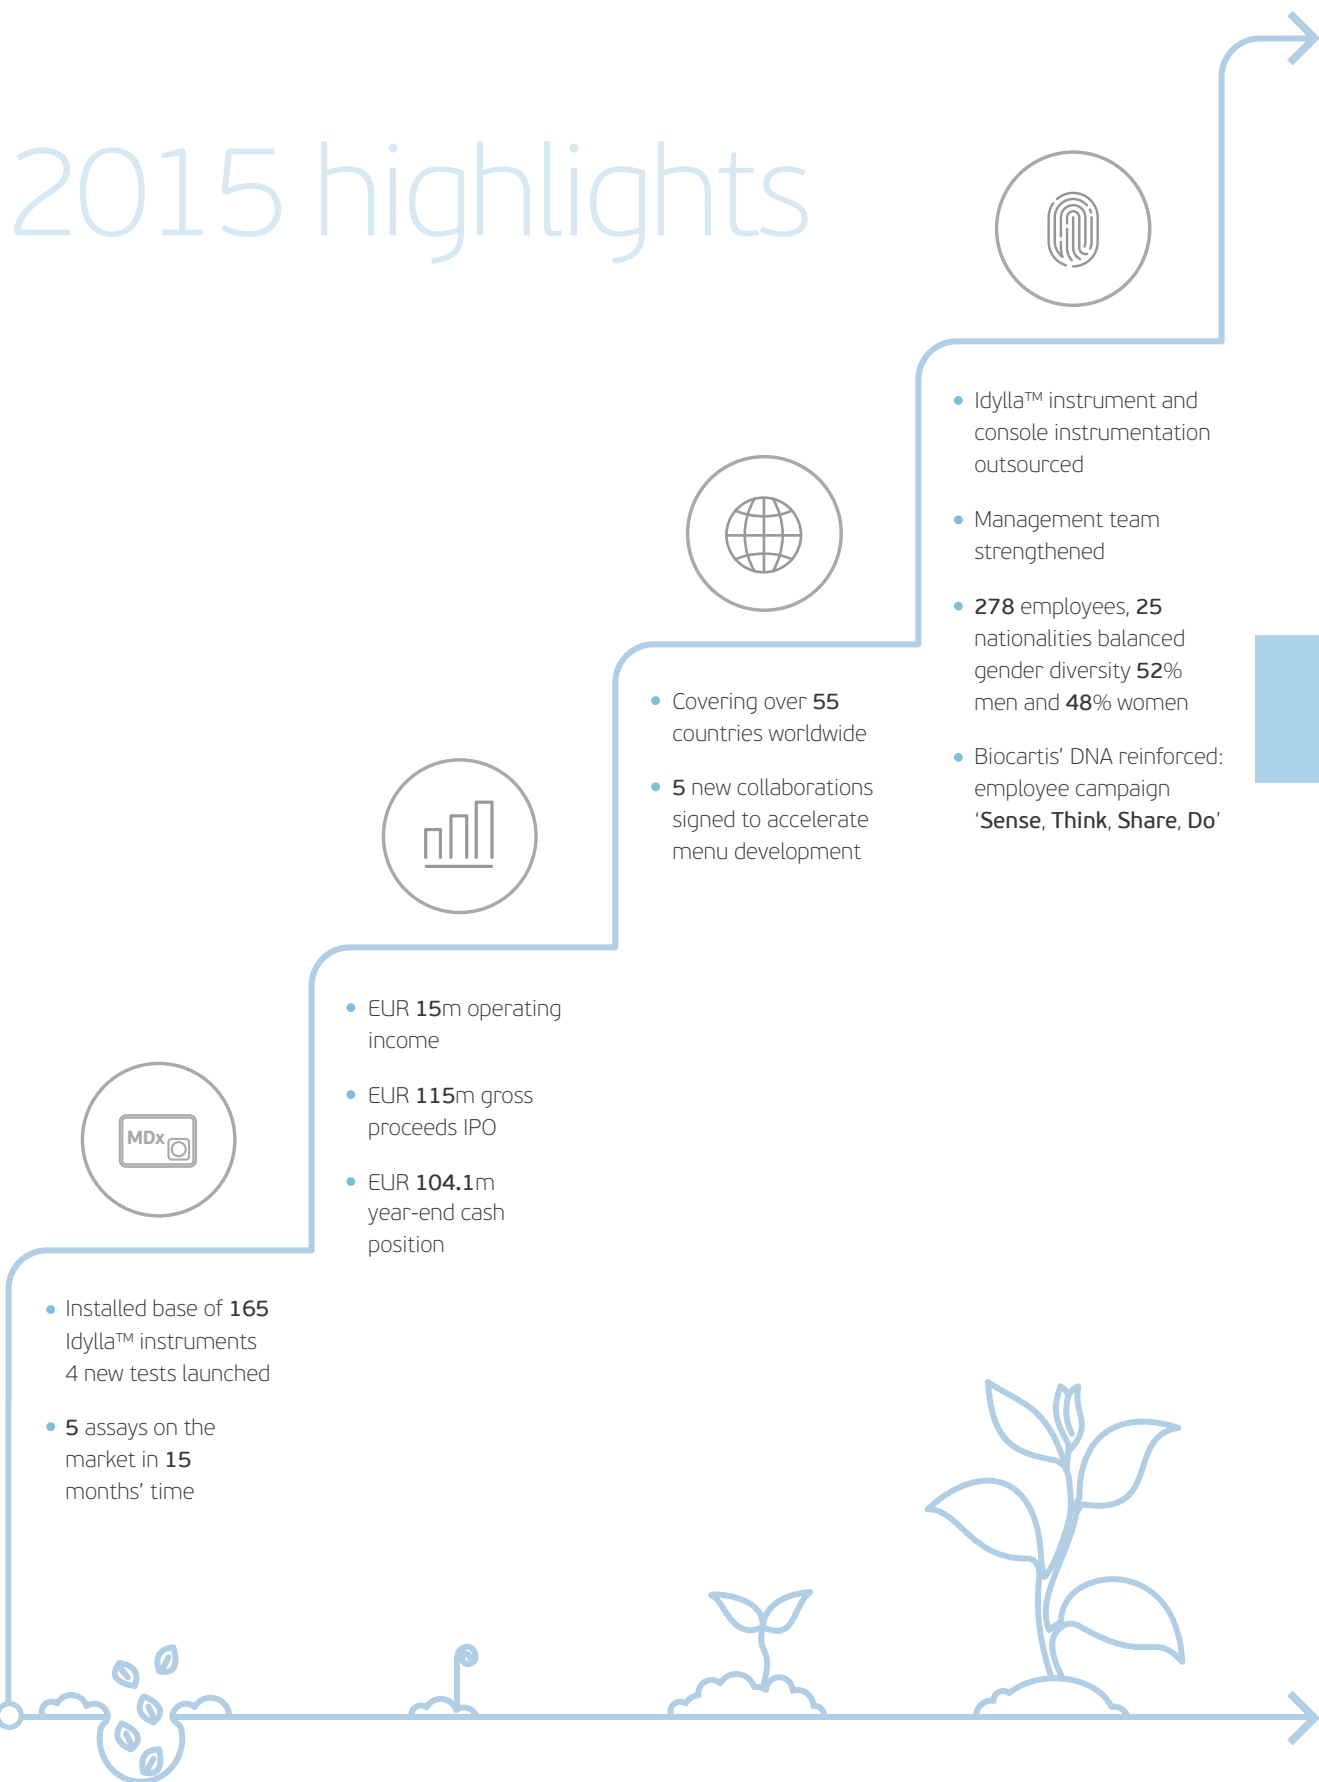 2015 highlights
MDx
• Installed base of 165
Idylla™ instruments
4 new tests launched
• 5 assays on the
market in 15
months’ time
• EUR 15m operating
income
• EUR 115m gross
proceeds IPO
• EUR 104.1m
year-end cash
position
• Covering over 55
countries worldwide
• 5 new collaborations
signed to accelerate
menu development
• Idylla™ instrument and
console instrumentation
outsourced
• Management team
strengthened
• 278 employees, 25
nationalities balanced
gender diversity 52%
men and 48% women
• Biocartis’ DNA reinforced:
employee campaign
‘Sense, Think, Share, Do’